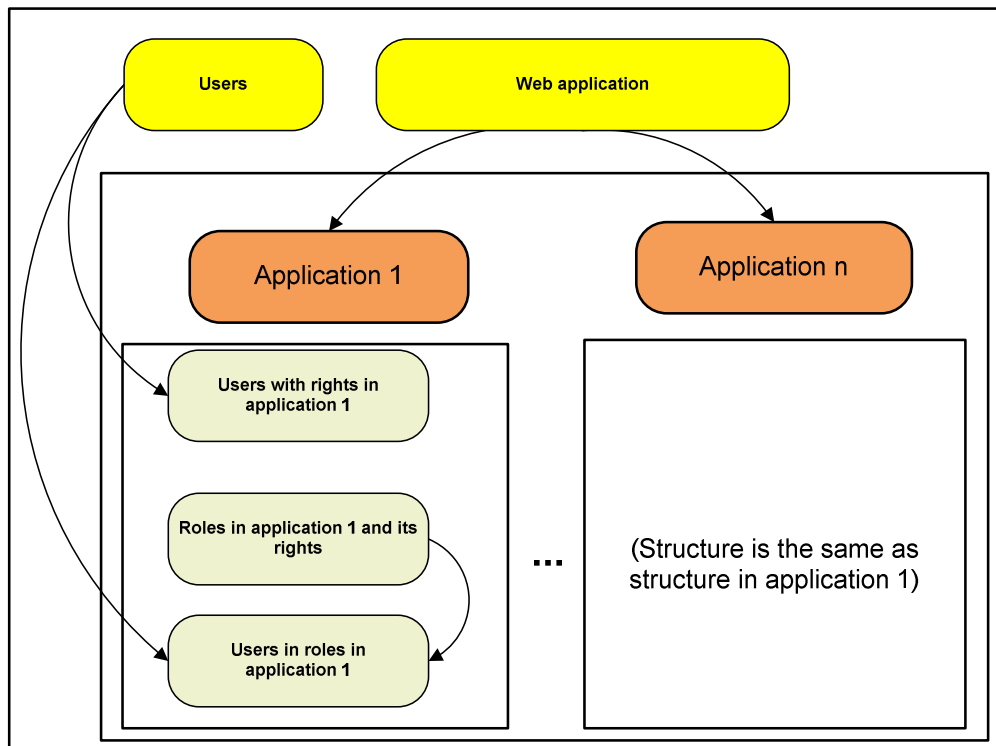 Users
Web application
Application 1
Application n
Users with rights in
application 1
Roles in application 1 and its
rights
Users in roles in
application 1
...
(Structure is the same as
structure in application 1)